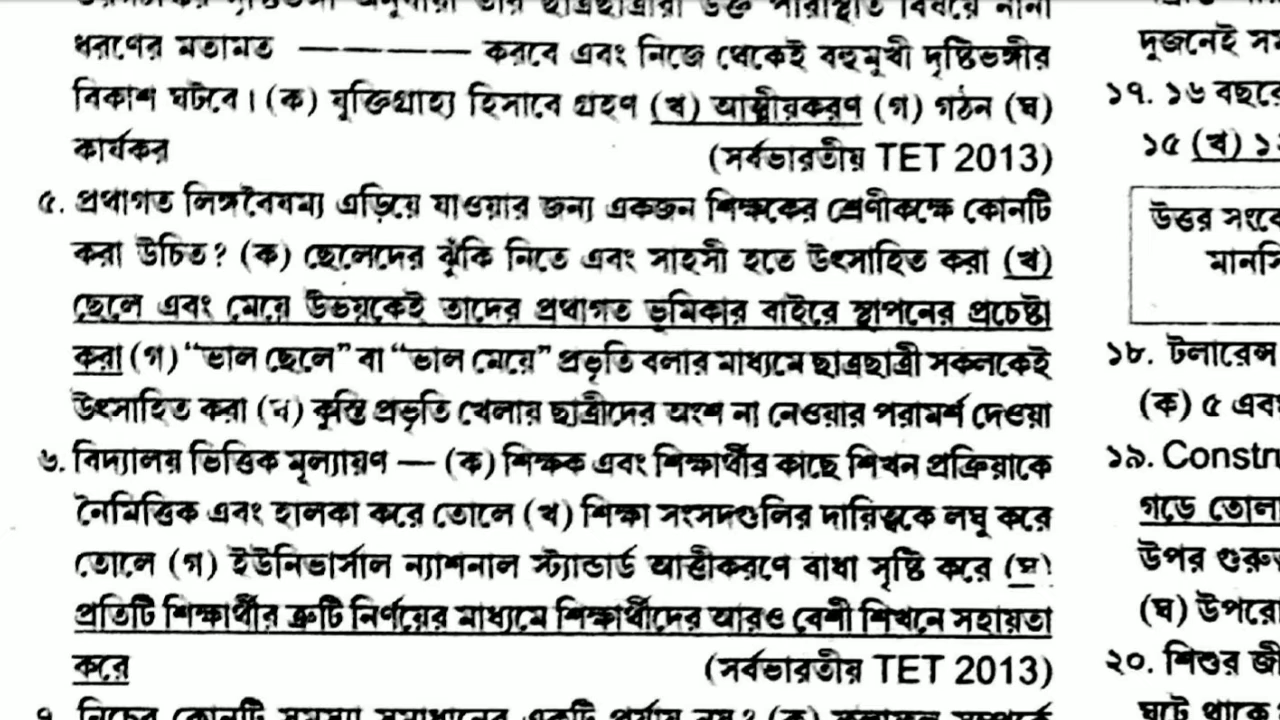 ধরণের মতামত ————— করবে এবং নিজে থেকেই বহুমুখী দৃষ্টিভঙ্গীর
বিকাশ ঘটবে। (ক) যুক্তিগ্রাহ্য হিসাবে গ্রহণ (খ) আত্মীয়করণ (গ) গঠন (ঘ)
কার্যকর (সর্বভারতীয় TET 2013)
৫. প্রথাগত লিঙ্গবৈষম্য এড়িয়ে যাওয়ার জন্য একজন শিক্ষকের শ্রেণীকক্ষে কোনটি
করা উচিত? (ক) ছেলেদের ঝুঁকি নিতে এবং সাহসী হতে উৎসাহিত করা (খ)
ছেলে এবং মেয়ে উভয়কেই তাদের প্রথাগত ভূমিকার বাইরে স্থাপনের প্রচেষ্টা
করা (গ) “ভাল ছেলে” বা “ভাল মেয়ে” প্রভৃতি বলার মাধ্যমে ছাত্রছাত্রী সকলকেই
উৎসাহিত করা (ঘ) কুস্তি প্রভৃতি খেলায় ছাত্রীদের অংশ না নেওয়ার পরামর্শ দেওয়া
৬. বিদ্যালয় ভিত্তিক মূল্যায়ণ — (ক) শিক্ষক এবং শিক্ষার্থীর কাছে শিখন প্রক্রিয়াকে
নৈমিত্তিক এবং হালকা করে তোলে (খ) শিক্ষা সংসদগুলির দায়িত্বকে লঘু করে
তোলে (গ) ইউনিভার্সাল ন্যাশনাল স্ট্যান্ডার্ড আত্তীকরণে বাধা সৃষ্টি করে (ঘ)
প্রতিটি শিক্ষার্থীর ত্রুটি নির্ণয়ের মাধ্যমে শিক্ষার্থীদের আরও বেশী শিখনে সহায়তা
করে (সর্বভারতীয় TET 2013)
দুজনেই
১৭. ১৬
১৫ (খ)
উত্তর
১৮. টলারেন্স
(ক) ৫
১৯.
গড়ে তোলা
উপর
(ঘ)
২০. শিশুর
ঘটে থাকে